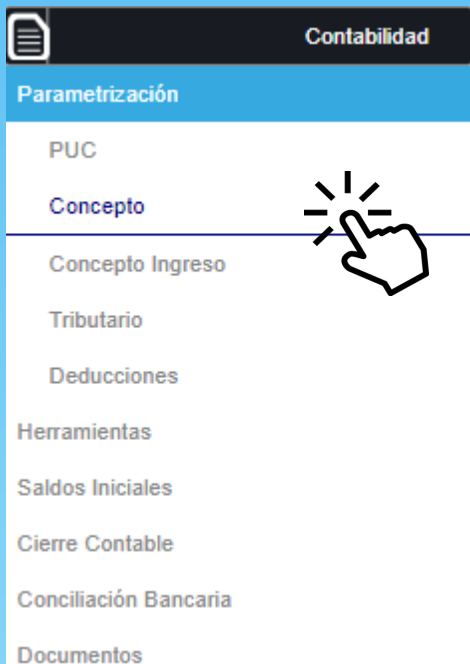 Contabilidad
Parametrización
PUC
Concepto
Concepto Ingreso
Tributario
Deducciones
Herramientas
Saldos Iniciales
Cierre Contable
Conciliación Bancaria
Documentos